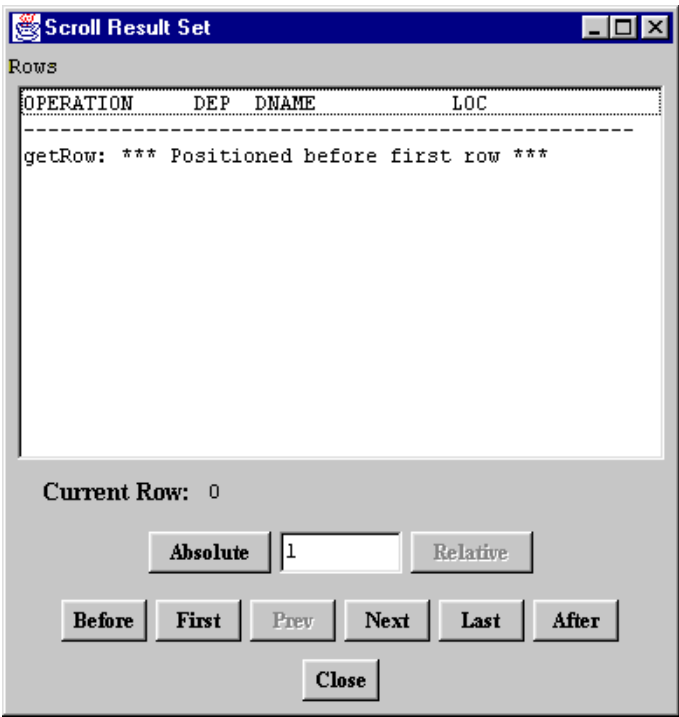 Scroll Result Set
Rows
OPERATION DEP DNAME LOC
--------------------------------------------------
getRow: *** Positioned before first row ***
Current Row: 0
Absolute 1 Relative
Before First Prev Next Last After
Close